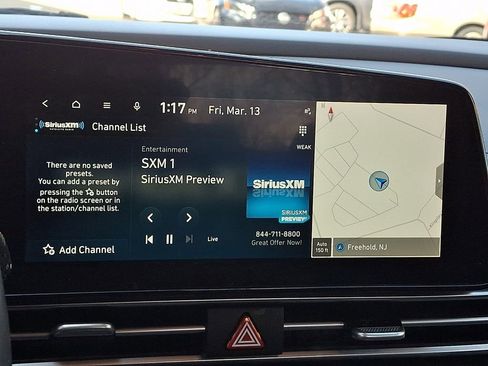 1:17 PM
Fri, Mar. 13
SiriusXM
SATELLITE RADIO
Channel List
WEAK
There are no saved
presets.
You can add a preset by
pressing the button
on the radio screen or in
the station/channel list.
Add Channel
Entertainment
SXM 1
SiriusXM Preview
Live
SiriusXM
SiriusXM
PREVIEW
844-711-8800
Great Offer Now!
Auto
150 ft
Freehold, NJ